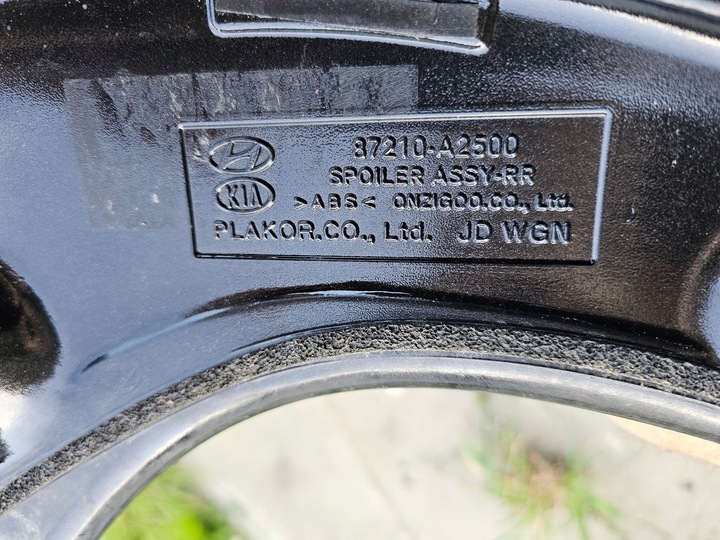 87210-A2500
SPOILER ASSY-RR
KIA >ABS< ONZIGOO.CO., Ltd.
PLAKOR.CO., Ltd. JD WGN